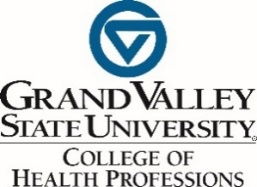 GRAND VALLEY
STATE UNIVERSITY®
COLLEGE OF
HEALTH PROFESSIONS